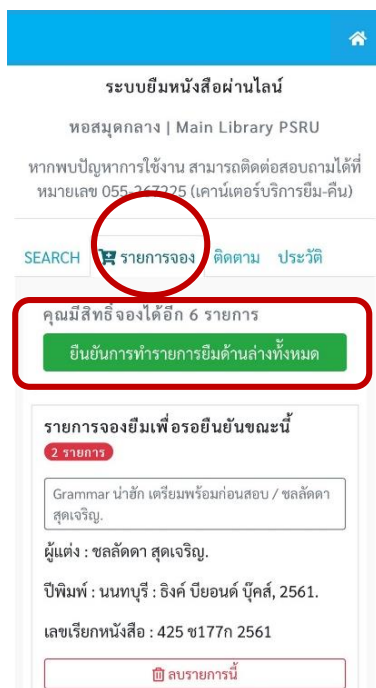 ระบบยืมหนังสือผ่านไลน์
หอสมุดกลาง | Main Library PSRU
หากพบปัญหาการใช้งาน สามารถติดต่อสอบถามได้ที่
หมายเลข 055-267225 (เคาน์เตอร์บริการยืม-คืน)
SEARCH รายการจอง ติดตาม ประวัติ
คุณมีสิทธิ์จองได้อีก 6 รายการ
ยืนยันการทำรายการยืมด้านล่างทั้งหมด
รายการจองยืมเพื่อรอยืนยันขณะนี้
2 รายการ
Grammar น่าฮัก เตรียมพร้อมก่อนสอบ / ชลลัดดา
สุดเจริญ.
ผู้แต่ง : ชลลัดดา สุดเจริญ.
ปีพิมพ์ : นนทบุรี : ธิงค์ บียอนด์ บุ๊คส์, 2561.
เลขเรียกหนังสือ : 425 ช177ก 2561
ลบรายการนี้